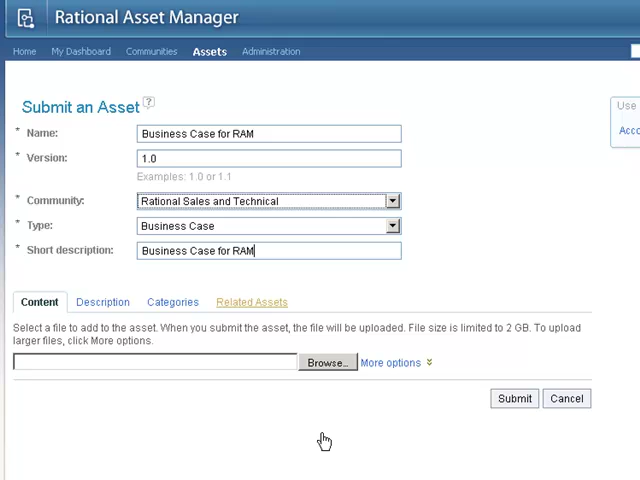 Rational Asset Manager
Home My Dashboard Communities Assets Administration
Submit an Asset ?
Use
* Name: Business Case for RAM
Acco
* Version: 1.0
Examples: 1.0 or 1.1
* Community: Rational Sales and Technical
* Type: Business Case
* Short description: Business Case for RAM
Content Description Categories Related Assets
Select a file to add to the asset. When you submit the asset, the file will be uploaded. File size is limited to 2 GB. To upload
larger files, click More options.
Browse... More options
Submit Cancel